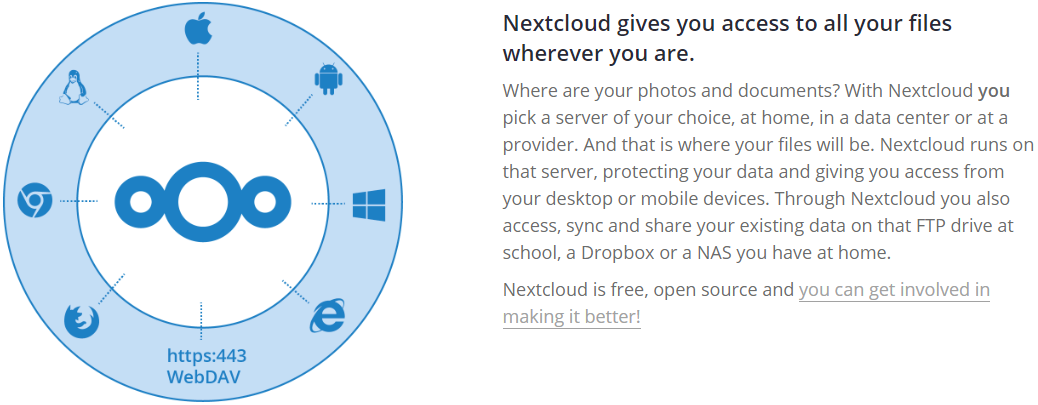 Nextcloud gives you access to all your files
wherever you are.
Where are your photos and documents? With Nextcloud you
pick a server of your choice, at home, in a data center or at a
provider. And that is where your files will be. Nextcloud runs on
that server, protecting your data and giving you access from
your desktop or mobile devices. Through Nextcloud you also
access, sync and share your existing data on that FTP drive at
school, a Dropbox or a NAS you have at home.
Nextcloud is free, open source and you can get involved in
making it better!
https:443
WebDAV